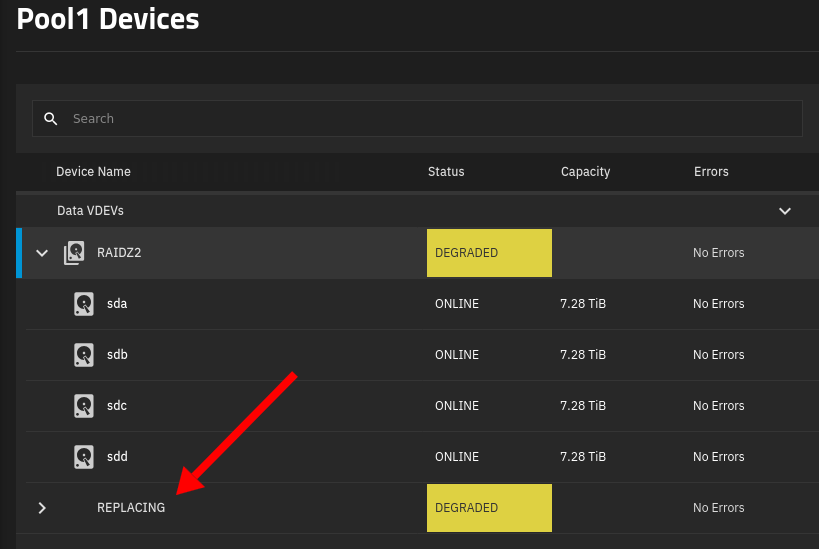 Pool1 Devices
Search
Device Name Status Capacity Errors
Data VDEVs
RAIDZ2 DEGRADED No Errors
sda ONLINE 7.28 TiB No Errors
sdb ONLINE 7.28 TiB No Errors
sdc ONLINE 7.28 TiB No Errors
sdd ONLINE 7.28 TiB No Errors
REPLACING DEGRADED No Errors